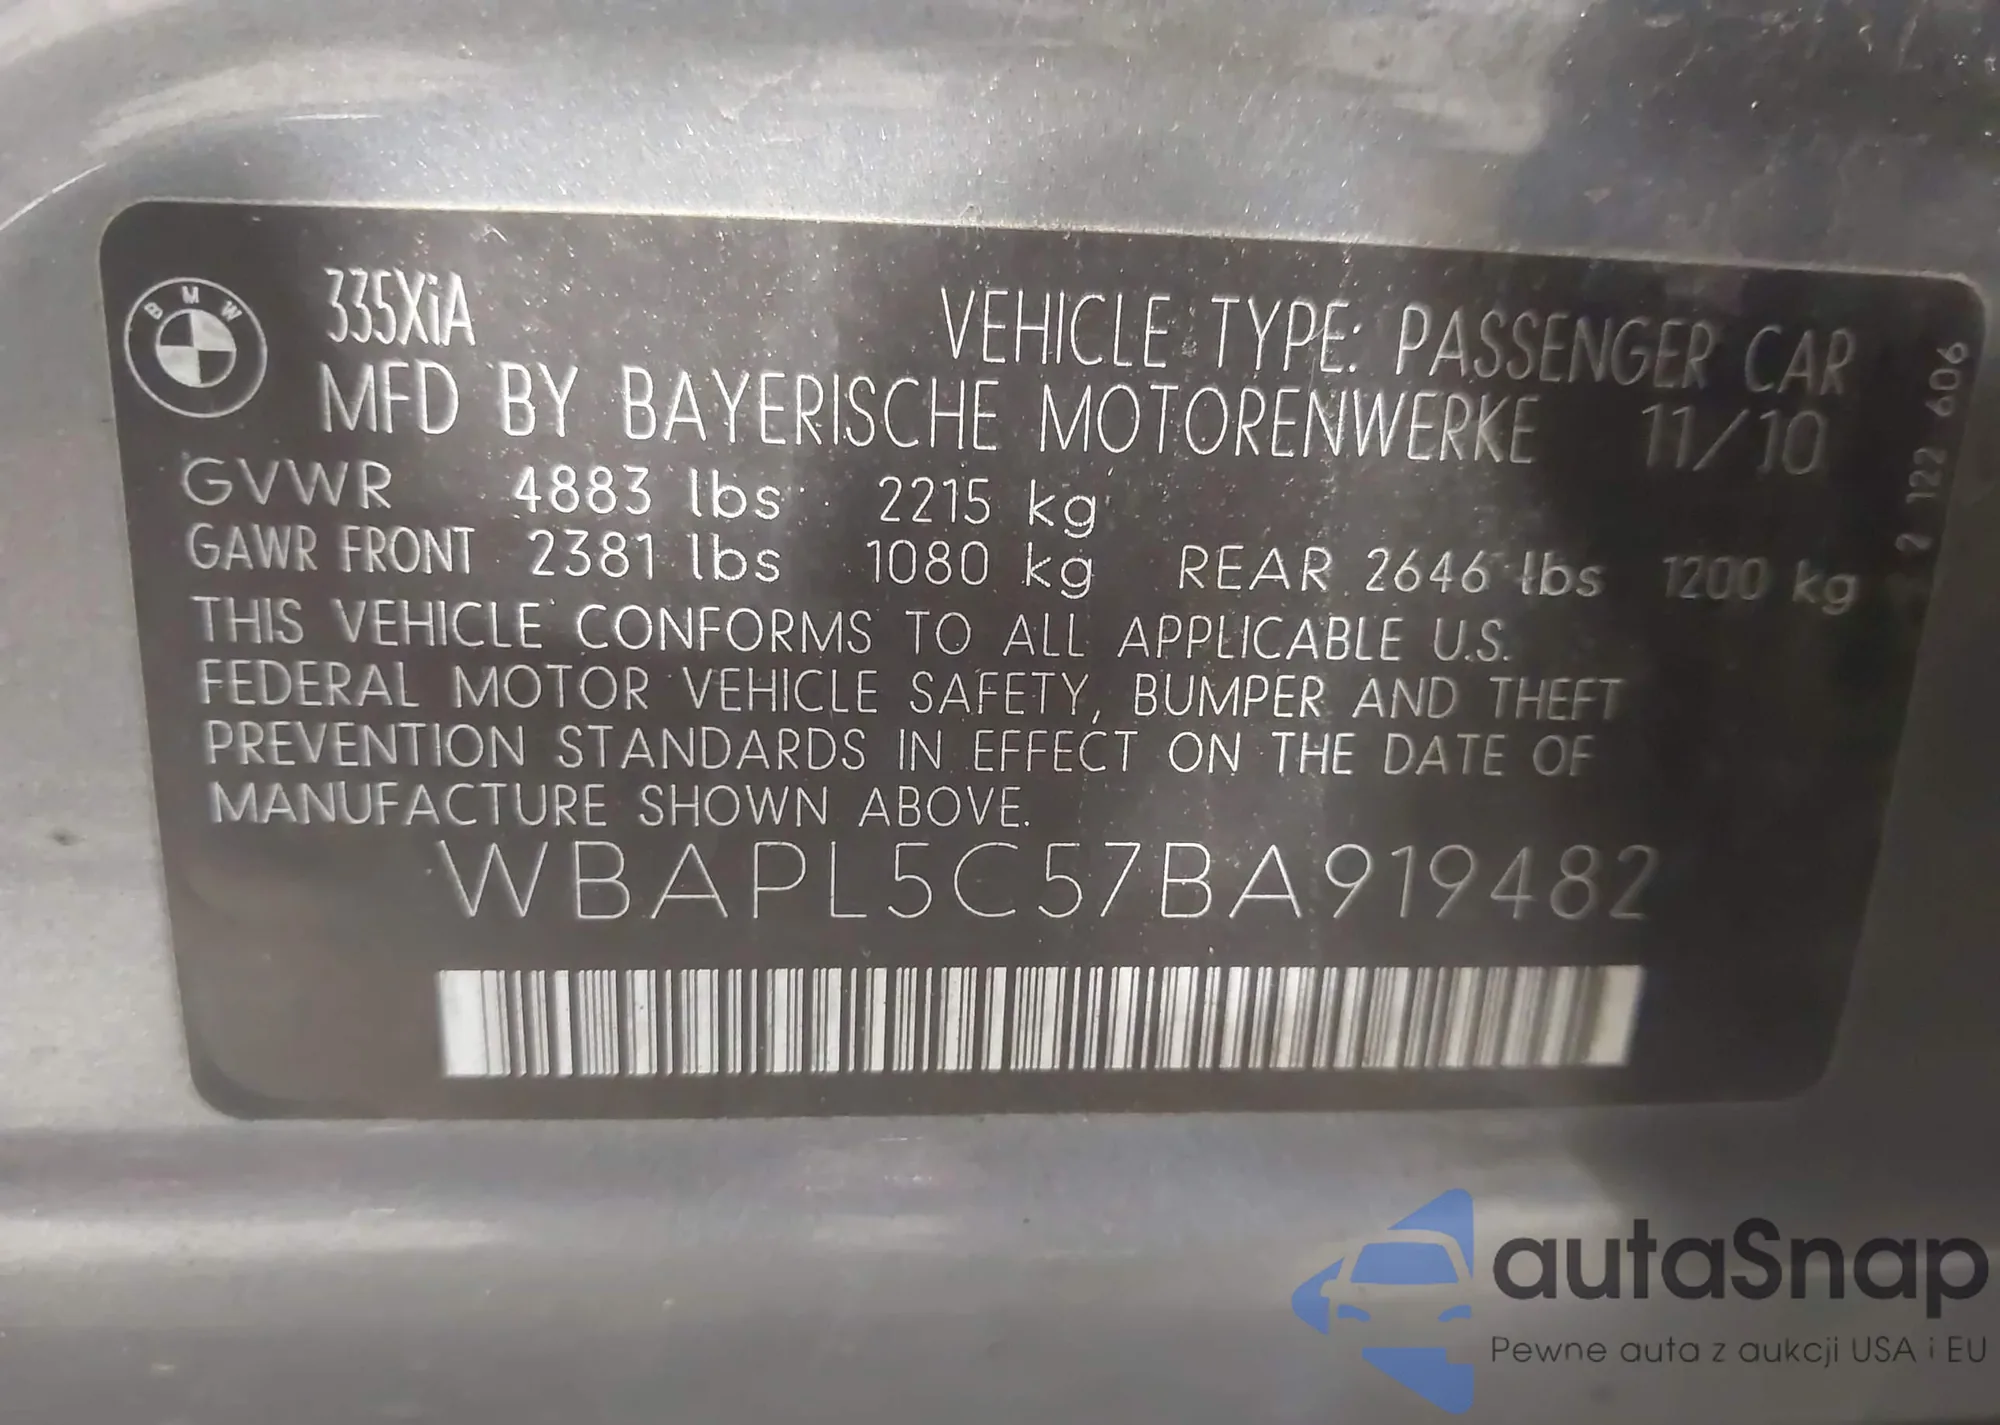 BMW
335XiA
VEHICLE TYPE: PASSENGER CAR
MFD BY BAYERISCHE MOTORENWERKE 11/10
GVWR 4883 lbs 2215 kg
GAWR FRONT 2381 lbs 1080 kg REAR 2646 lbs 1200 kg
THIS VEHICLE CONFORMS TO ALL APPLICABLE U.S.
FEDERAL MOTOR VEHICLE SAFETY, BUMPER AND THEFT
PREVENTION STANDARDS IN EFFECT ON THE DATE OF
MANUFACTURE SHOWN ABOVE.
WBAPL5C57BA919482
7 2 122 606
autaSnap
Pewne auta z aukcji USA i EU